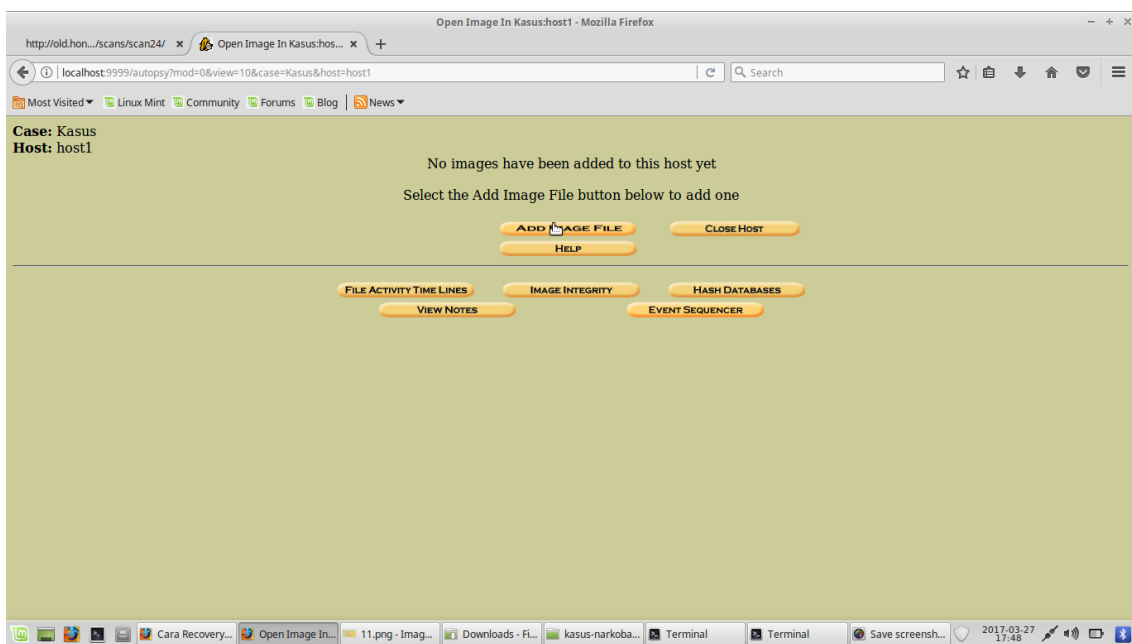 Open Image In Kasus:host1 - Mozilla Firefox
http://old.hon.../scans/scan24/
Open Image In Kasus:hos...
localhost:9999/autopsy?mod=0&view=10&case=Kasus&host=host1
Search
Most Visited
Linux Mint
Community
Forums
Blog
News
Case: Kasus
Host: host1
No images have been added to this host yet
Select the Add Image File button below to add one
ADD IMAGE FILE
CLOSE HOST
HELP
FILE ACTIVITY TIME LINES
IMAGE INTEGRITY
HASH DATABASES
VIEW NOTES
EVENT SEQUENCER
Cara Recovery...
Open Image In...
11.png - Imag...
Downloads - Fi...
kasus-narkoba...
Terminal
Terminal
Save screensh...
2017-03-27
17:48